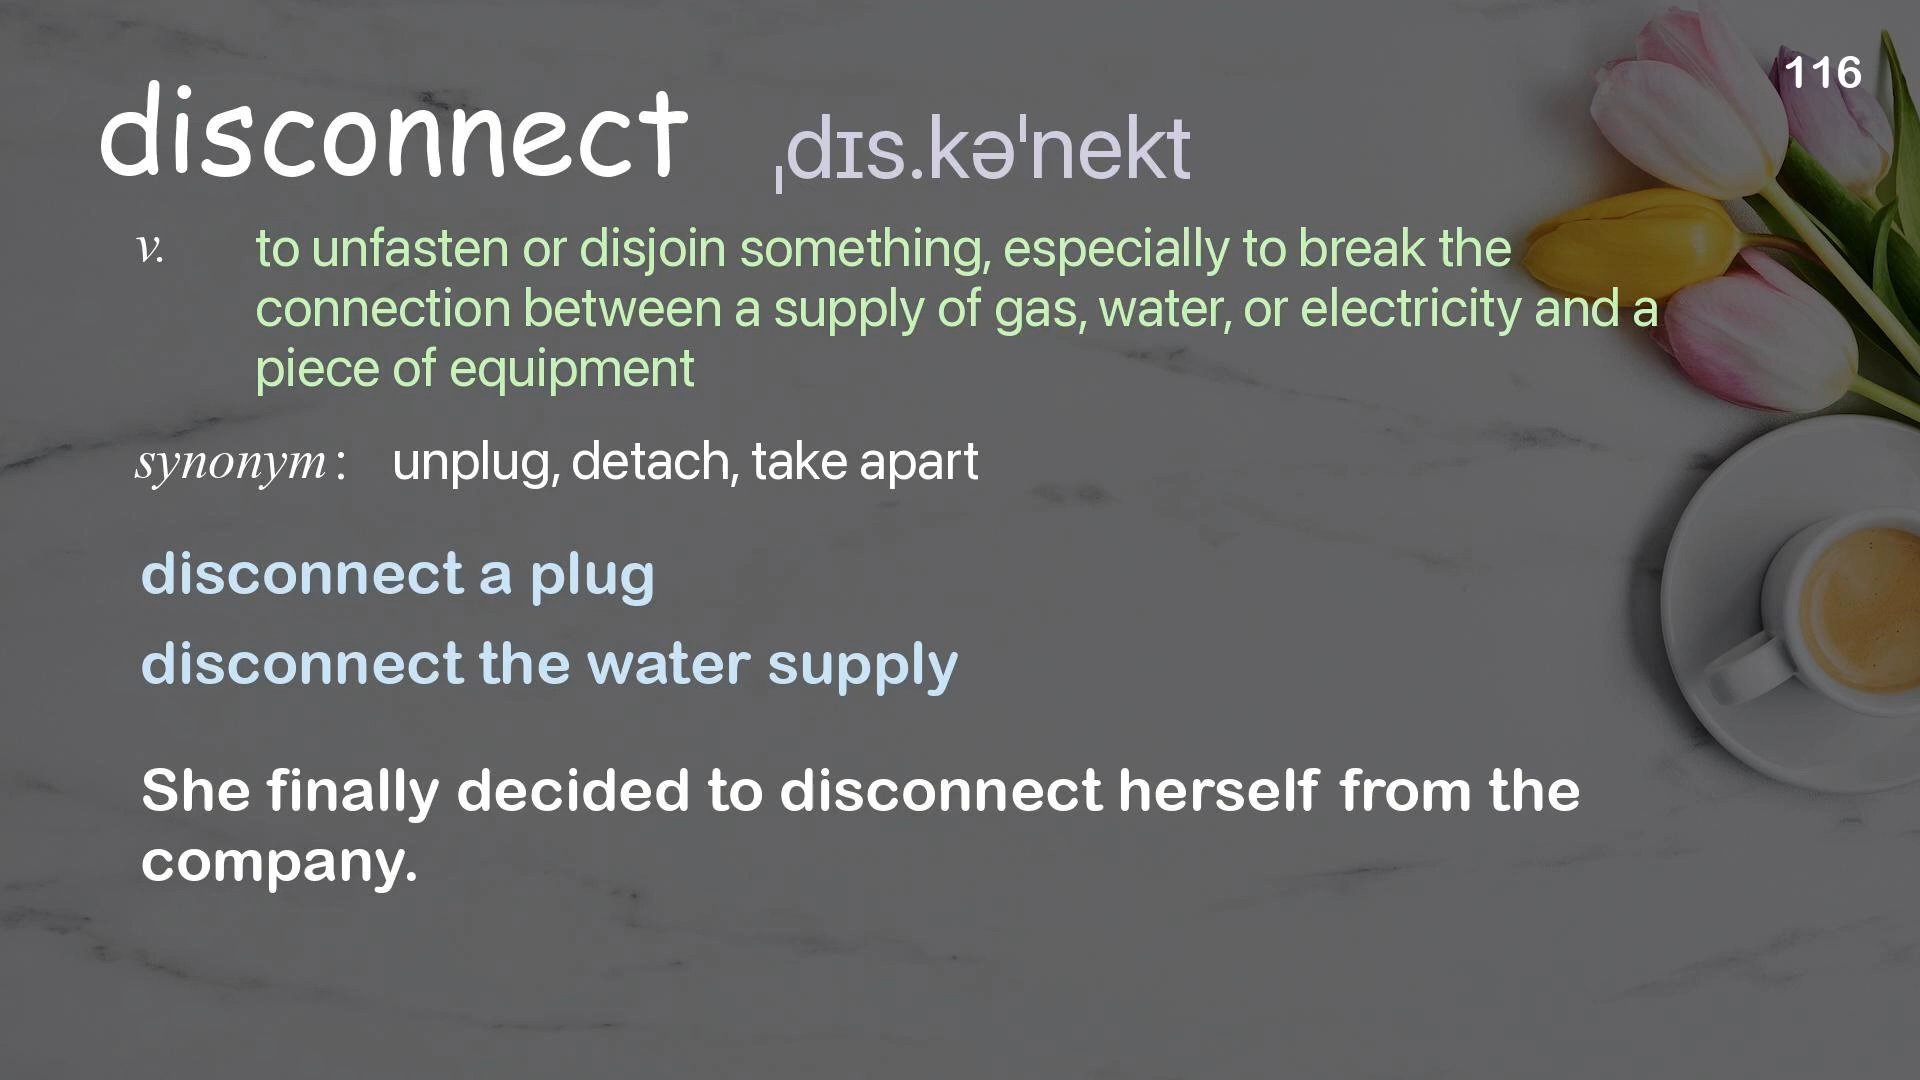 116
disconnect ˌdɪs.kəˈnekt
v. to unfasten or disjoin something, especially to break the
connection between a supply of gas, water, or electricity and a
piece of equipment
synonym: unplug, detach, take apart
disconnect a plug
disconnect the water supply
She finally decided to disconnect herself from the
company.